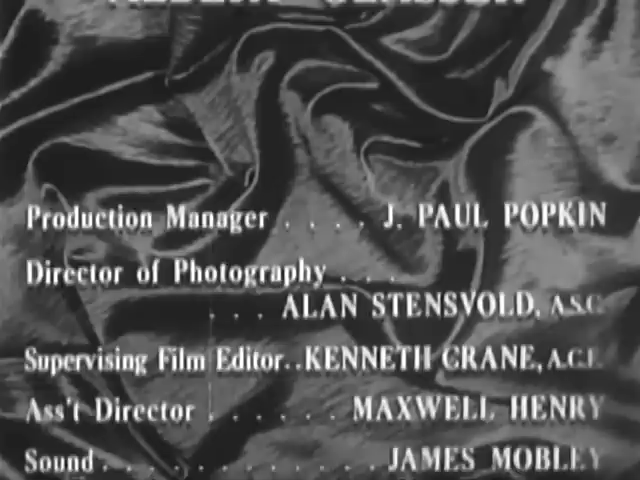 Production Manager . . . . J. PAUL POPKIN
Director of Photography . . .
. . . ALAN STENSVOLD, A.S.C.
Supervising Film Editor..KENNETH CRANE, A.C.E.
Ass't Director . . . . . . MAXWELL HENRY
Sound . . . . . . . . . . . . JAMES MOBLEY